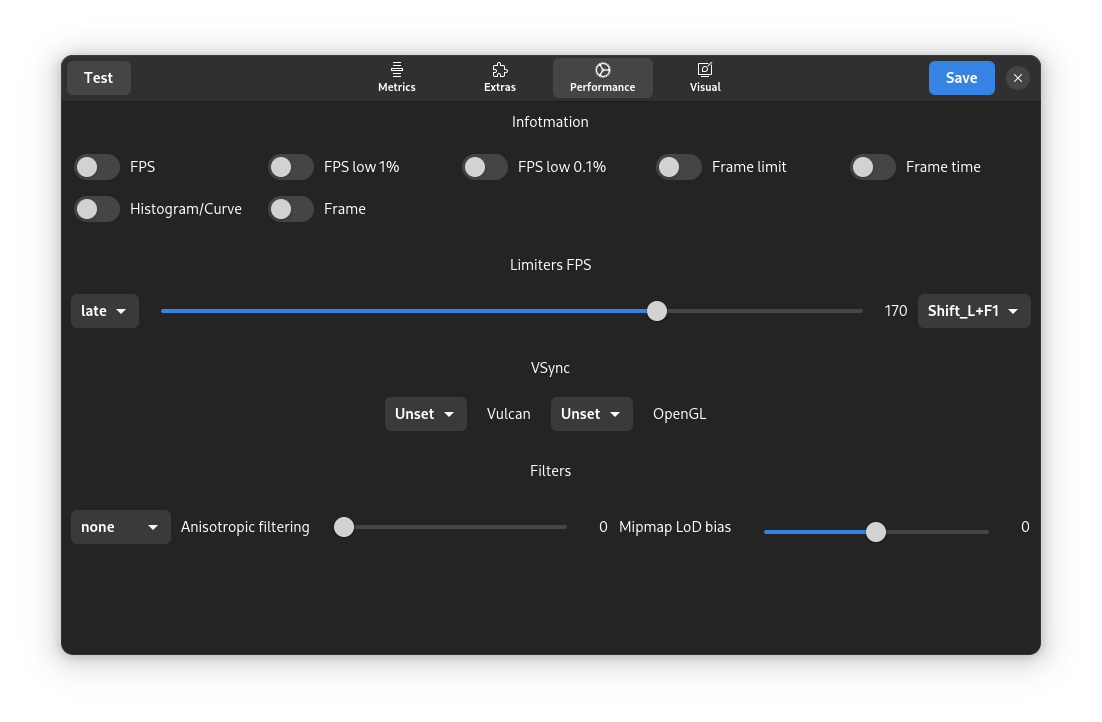 Test Metrics Extras Performance Visual Save
Infotmation
FPS FPS low 1% FPS low 0.1% Frame limit Frame time
Histogram/Curve Frame
Limiters FPS
late 170 Shift_L+F1
VSync
Unset Vulcan Unset OpenGL
Filters
none Anisotropic filtering 0 Mipmap LoD bias 0